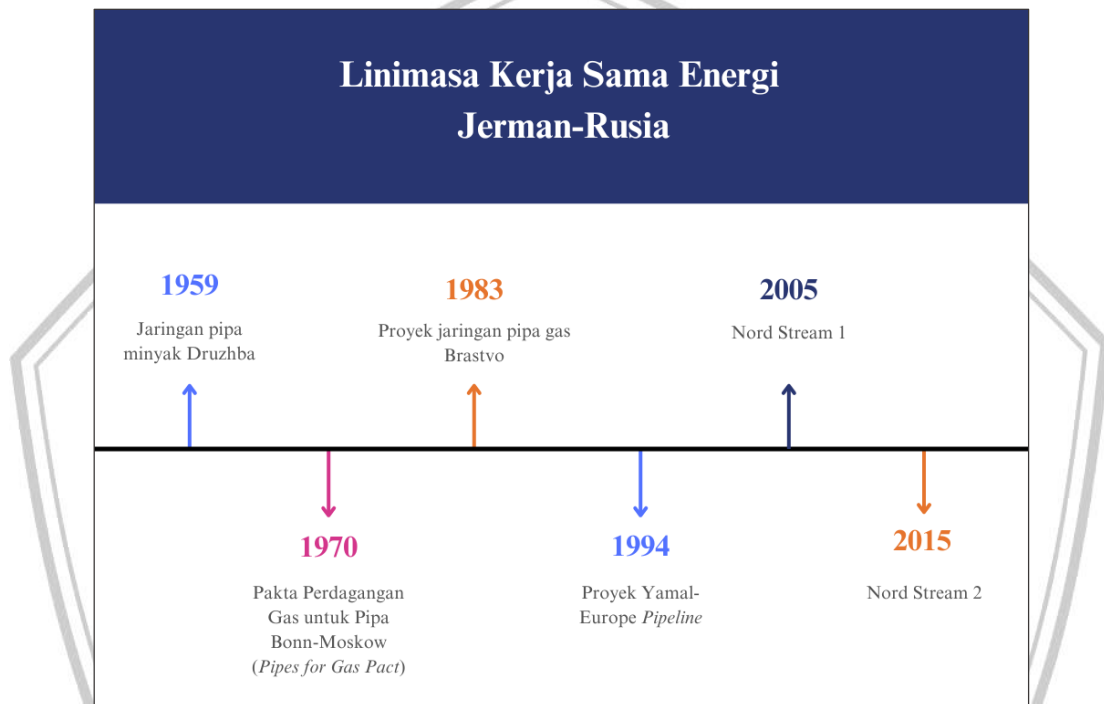 Linimasa Kerja Sama Energi
Jerman-Rusia
1959
Jaringan pipa
minyak Druzhba
1970
Pakta Perdagangan
Gas untuk Pipa
Bonn-Moskow
(Pipes for Gas Pact)
1983
Proyek jaringan pipa gas
Brastvo
1994
Proyek Yamal-
Europe Pipeline
2005
Nord Stream 1
2015
Nord Stream 2